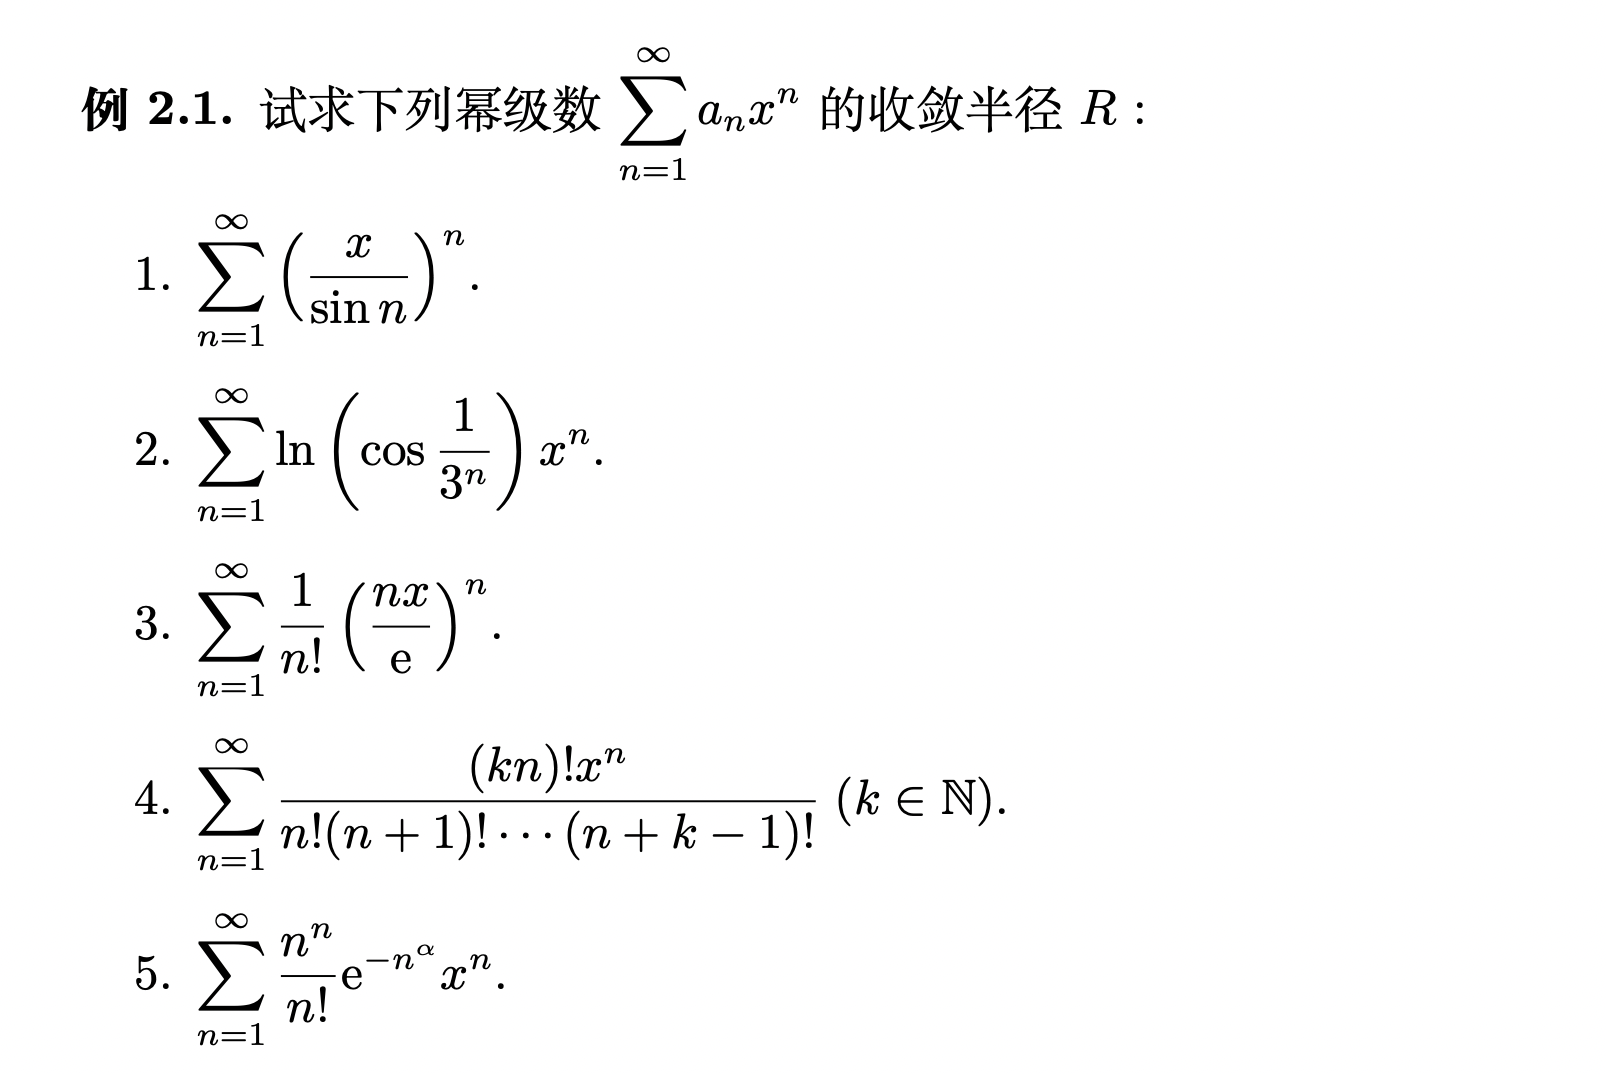 例 2.1. 试求下列幂级数 $\sum_{n=1}^{\infty} a_n x^n$ 的收敛半径 $R$ :
1. $\sum_{n=1}^{\infty} \left( \frac{x}{\sin n} \right)^n$.
2. $\sum_{n=1}^{\infty} \ln \left( \cos \frac{1}{3^n} \right) x^n$.
3. $\sum_{n=1}^{\infty} \frac{1}{n!} \left( \frac{nx}{\mathrm{e}} \right)^n$.
4. $\sum_{n=1}^{\infty} \frac{(kn)! x^n}{n!(n+1)! \cdots (n+k-1)!}$ $(k \in \mathbb{N})$.
5. $\sum_{n=1}^{\infty} \frac{n^n}{n!} \mathrm{e}^{-n^{\alpha}} x^n$.